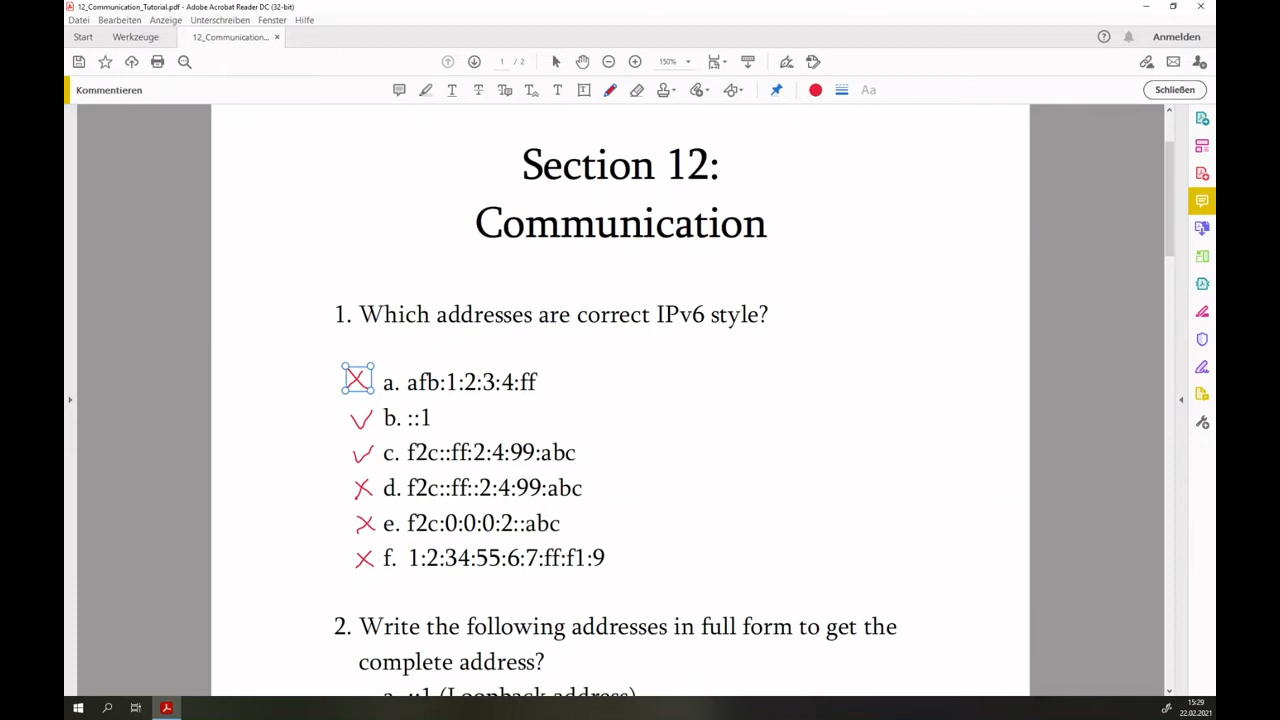 12_Communication_Tutorial.pdf - Adobe Acrobat Reader DC (32-bit)
Datei Bearbeiten Anzeige Unterschreiben Fenster Hilfe
Start Werkzeuge 12_Communication... × Anmelden
1 / 2 150%
Kommentieren Aa Schließen
Section 12:
Communication
1. Which addresses are correct IPv6 style?
a. afb:1:2:3:4:ff
b. ::1
c. f2c::ff:2:4:99:abc
d. f2c::ff::2:4:99:abc
e. f2c:0:0:0:2::abc
f. 1:2:34:55:6:7:ff:f1:9
2. Write the following addresses in full form to get the
complete address?
a. ::1 (Loopback address)
15:29
22.02.2021